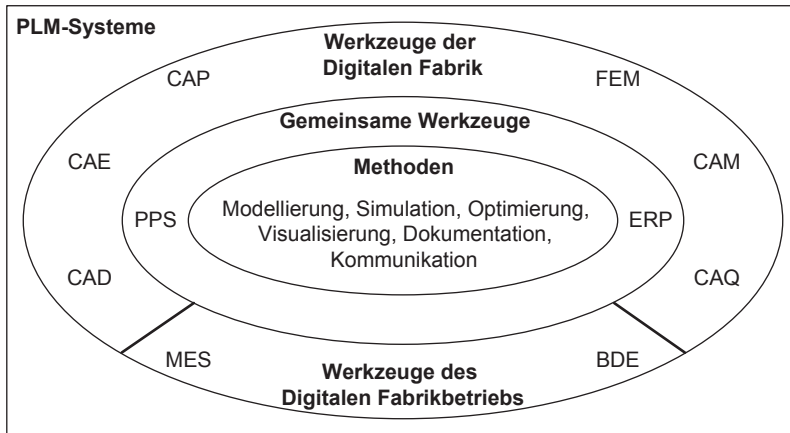 PLM-Systeme
Werkzeuge der
Digitalen Fabrik
CAP
FEM
Gemeinsame Werkzeuge
CAE
CAM
Methoden
PPS
Modellierung, Simulation, Optimierung,
Visualisierung, Dokumentation,
Kommunikation
ERP
CAD
CAQ
MES
BDE
Werkzeuge des
Digitalen Fabrikbetriebs